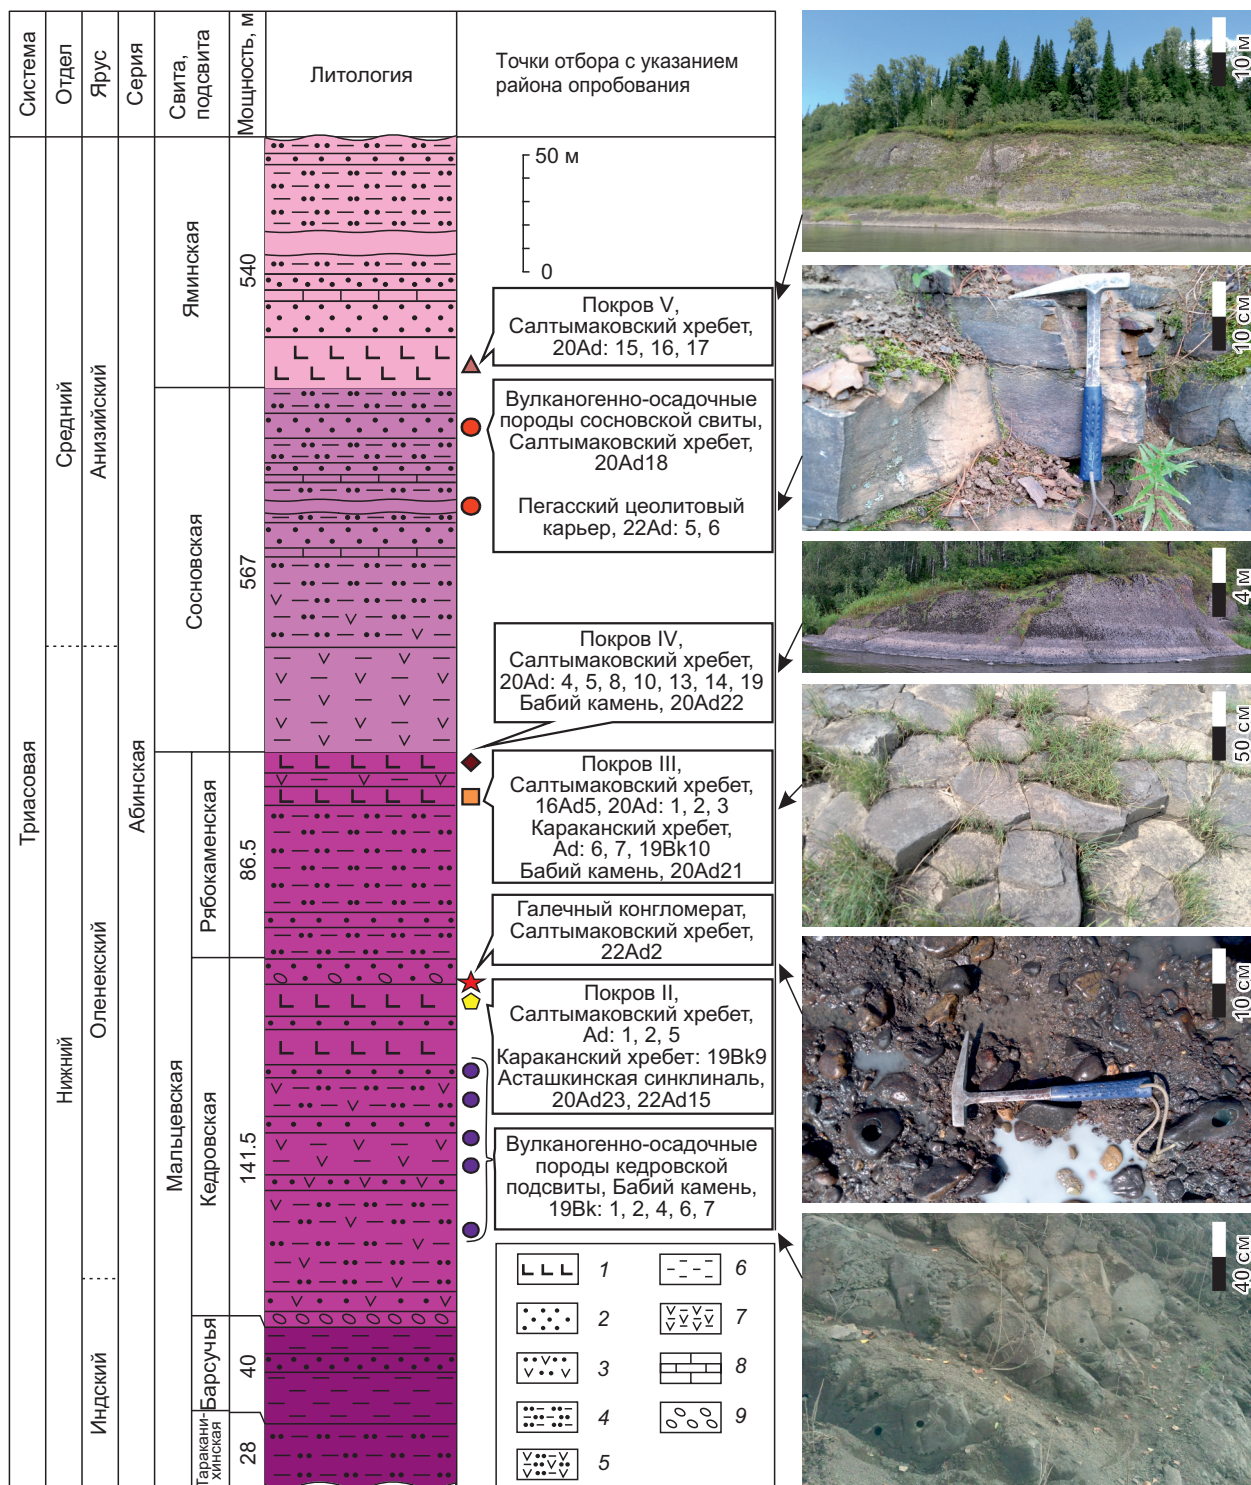 Система
Отдел
Ярус
Серия
Свита,
подсвита
Мощность, м
Литология
Точки отбора с указанием
района опробования
Триасовая
Средний
Нижний
Анизийский
Оленекский
Индский
Абинская
Яминская
Сосновская
Мальцевская
Рябокаменская
Кедровская
Барсучья
Таракани-
хинская
540
567
86.5
141.5
40
28
50 м
0
Покров V,
Салтымаковский хребет,
20Ad: 15, 16, 17
Вулканогенно-осадочные
породы сосновской свиты,
Салтымаковский хребет,
20Ad18
Пегасский цеолитовый
карьер, 22Ad: 5, 6
Покров IV,
Салтымаковский хребет,
20Ad: 4, 5, 8, 10, 13, 14, 19
Бабий камень, 20Ad22
Покров III,
Салтымаковский хребет,
16Ad5, 20Ad: 1, 2, 3
Караканский хребет,
Ad: 6, 7, 19Bk10
Бабий камень, 20Ad21
Галечный конгломерат,
Салтымаковский хребет,
22Ad2
Покров II,
Салтымаковский хребет,
Ad: 1, 2, 5
Караканский хребет: 19Bk9
Асташкинская синклиналь,
20Ad23, 22Ad15
Вулканогенно-осадочные
породы кедровской
подсвиты, Бабий камень,
19Bk: 1, 2, 4, 6, 7
1
2
3
4
5
6
7
8
9
10 м
10 см
4 м
50 см
10 см
40 см